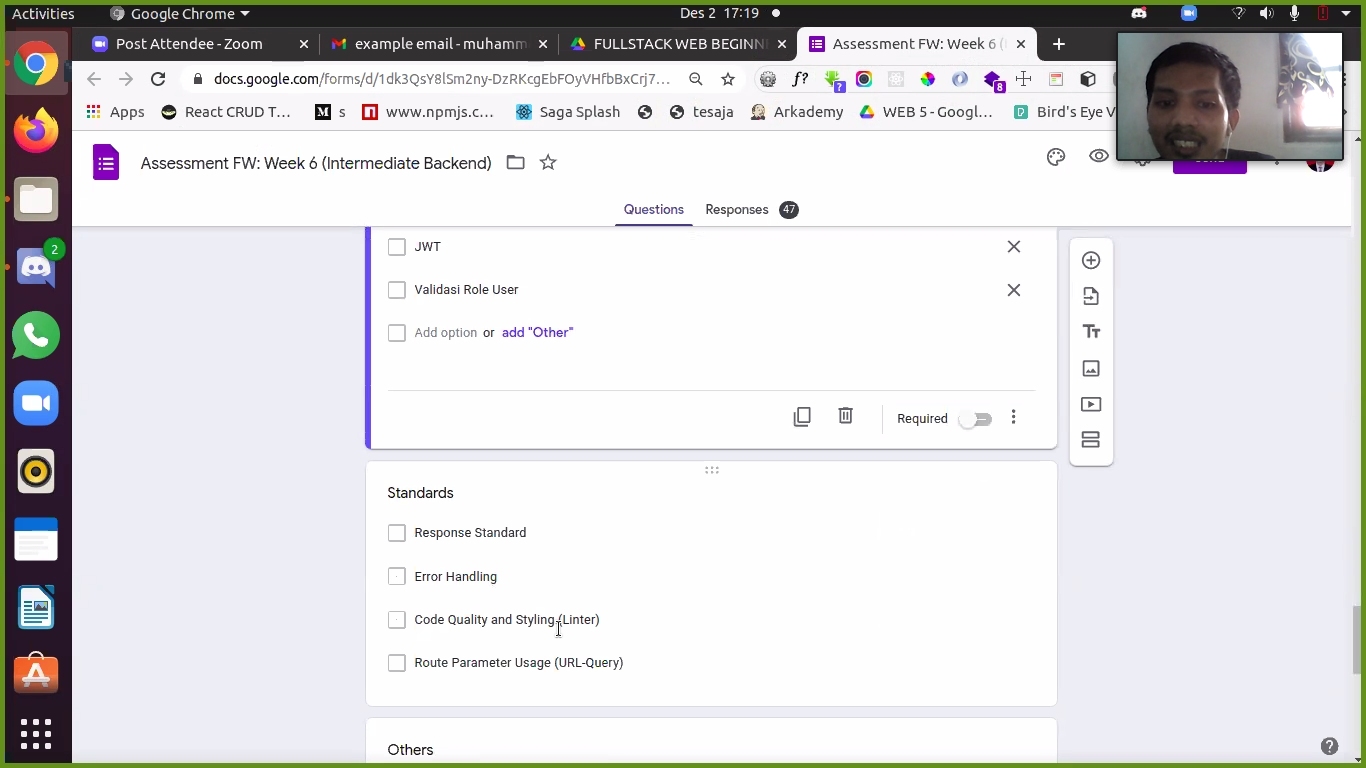 Activities
Google Chrome
Des 2 17:19
Post Attendee - Zoom
example email - muhamm
FULLSTACK WEB BEGINN
Assessment FW: Week 6 (
docs.google.com/forms/d/1dk3QsY8lSm2ny-DzRKcgEbFOyVHfbBxCrj7...
f?
?
8
Apps
React CRUD T...
M
s
n
www.npmjs.c...
Saga Splash
tesaja
Arkademy
WEB 5 - Googl...
Bird's Eye V
Assessment FW: Week 6 (Intermediate Backend)
Questions
Responses
47
2
JWT
Validasi Role User
Add option or add "Other"
Required
Tт
Standards
Response Standard
Error Handling
Code Quality and Styling (Linter)
Route Parameter Usage (URL-Query)
Others